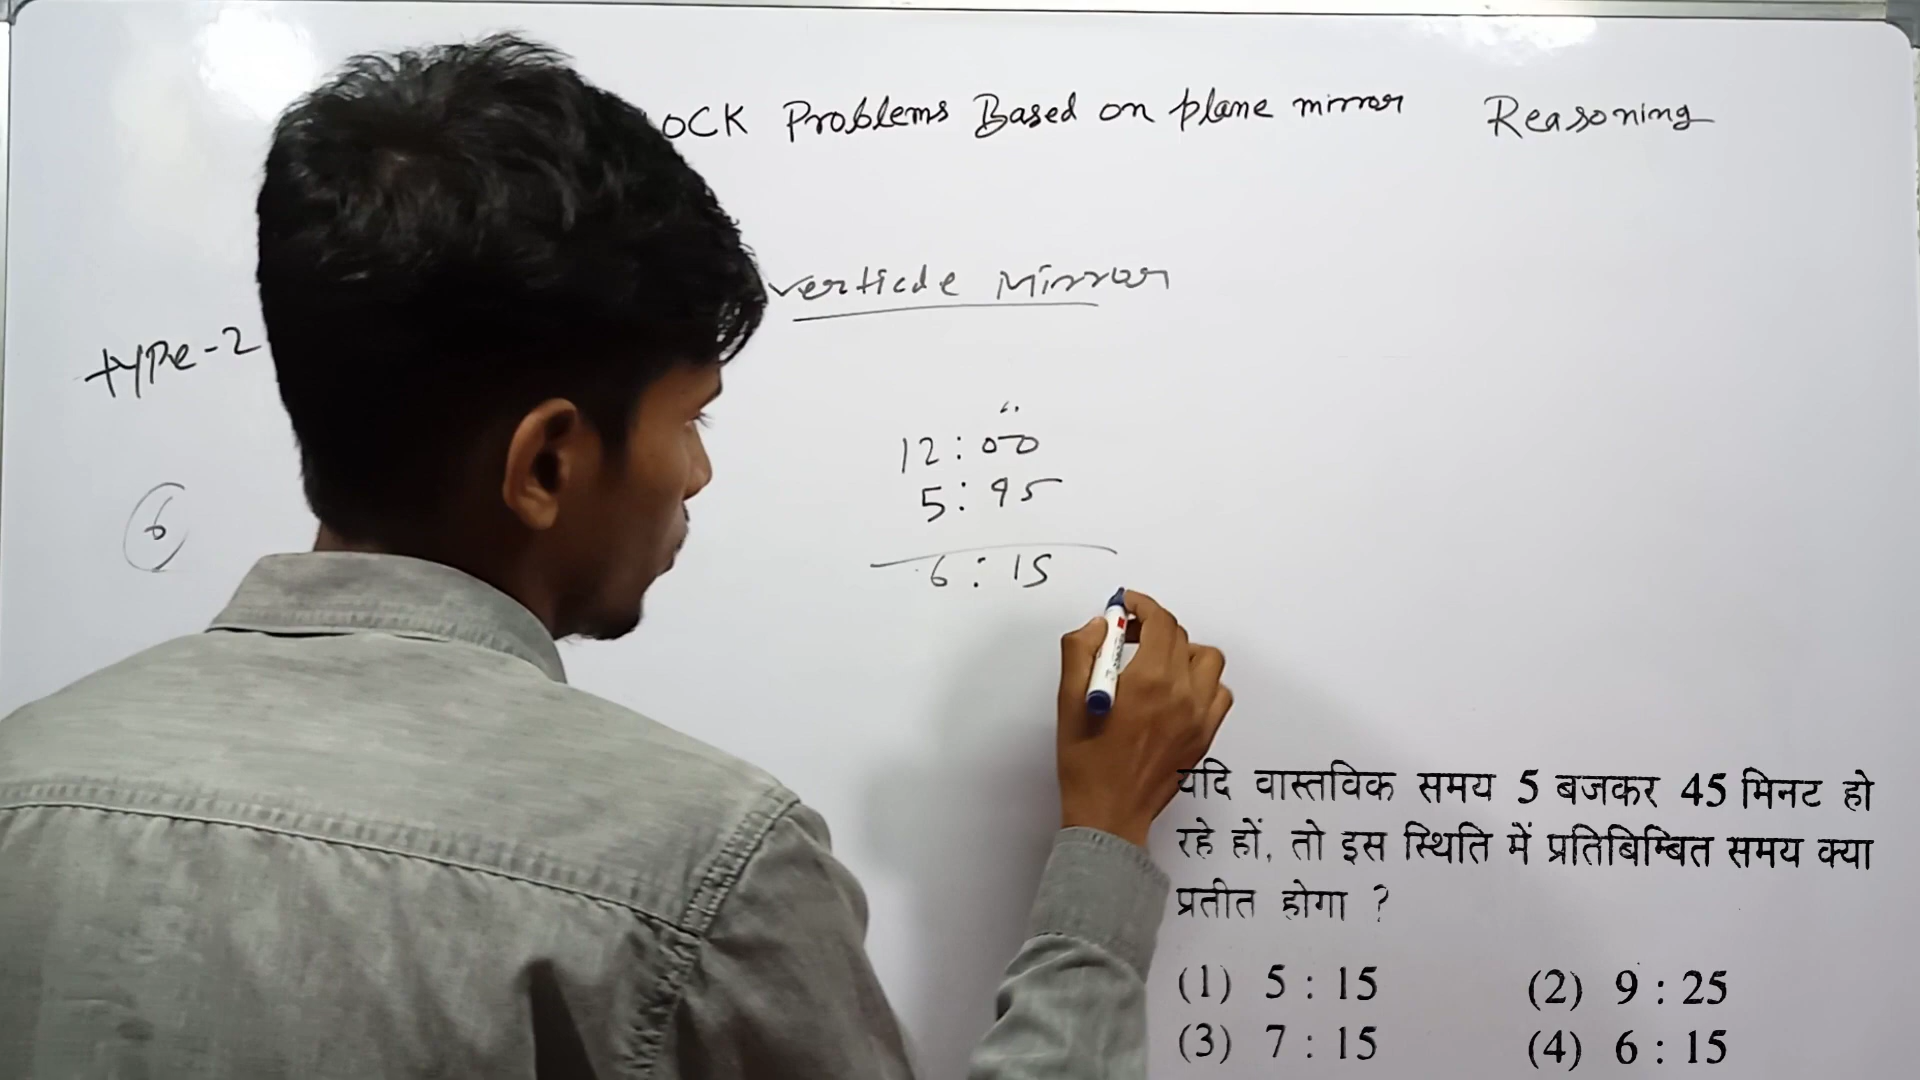 OCK Problems Based on plane mirror Reasoning
verticle Mirror
type-2
12:00
5:45
6
6:15
यदि वास्तविक समय 5 बजकर 45 मिनट हो
रहे हों, तो इस स्थिति में प्रतिबिम्बित समय क्या
प्रतीत होगा ?
(1) 5 : 15 (2) 9 : 25
(3) 7 : 15 (4) 6 : 15